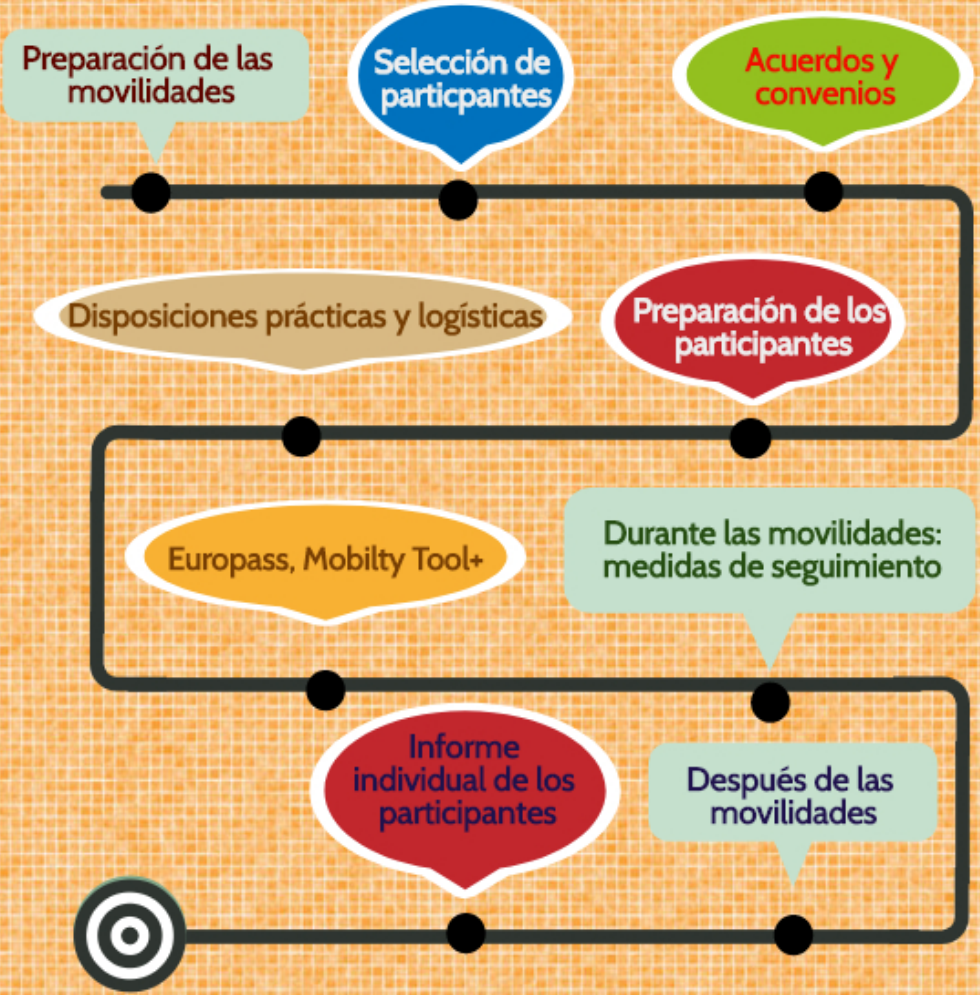 Preparación de las
movilidades
Selección de
particpantes
Acuerdos y
convenios
Disposiciones prácticas y logísticas
Preparación de los
participantes
Europass, Mobilty Tool+
Durante las movilidades:
medidas de seguimiento
Informe
individual de los
participantes
Después de las
movilidades